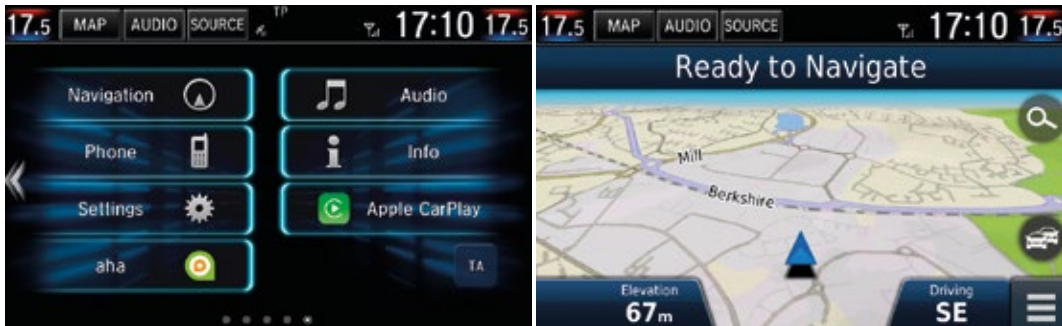 17.5 MAP AUDIO SOURCE TP 17:10 17.5
Navigation Audio
Phone Info
Settings Apple CarPlay
aha TA
17.5 MAP AUDIO SOURCE 17:10 17.5
Ready to Navigate
Mill
Berkshire
Elevation Driving
67m SE